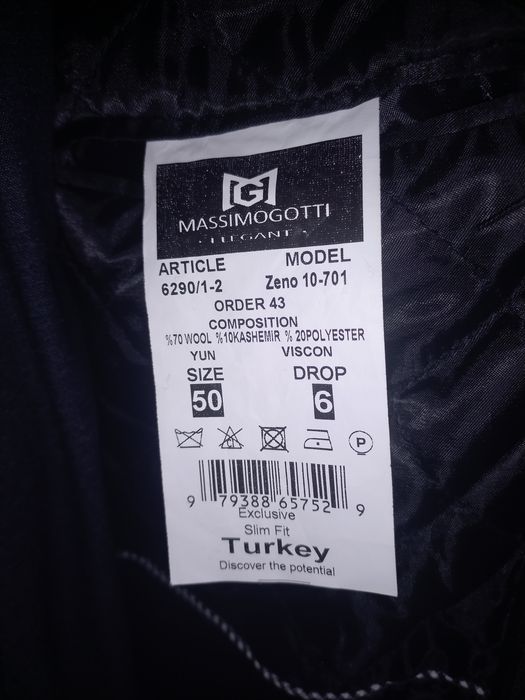 MG
MASSIMOGOTTI
· ELEGANT ·
ARTICLE MODEL
6290/1-2 Zeno 10-701
ORDER 43
COMPOSITION
%70 WOOL %10KASHEMIR % 20POLYESTER
YUN VISCON
SIZE DROP
50 6
P
9 79388 65752 9
Exclusive
Slim Fit
Turkey
Discover the potential